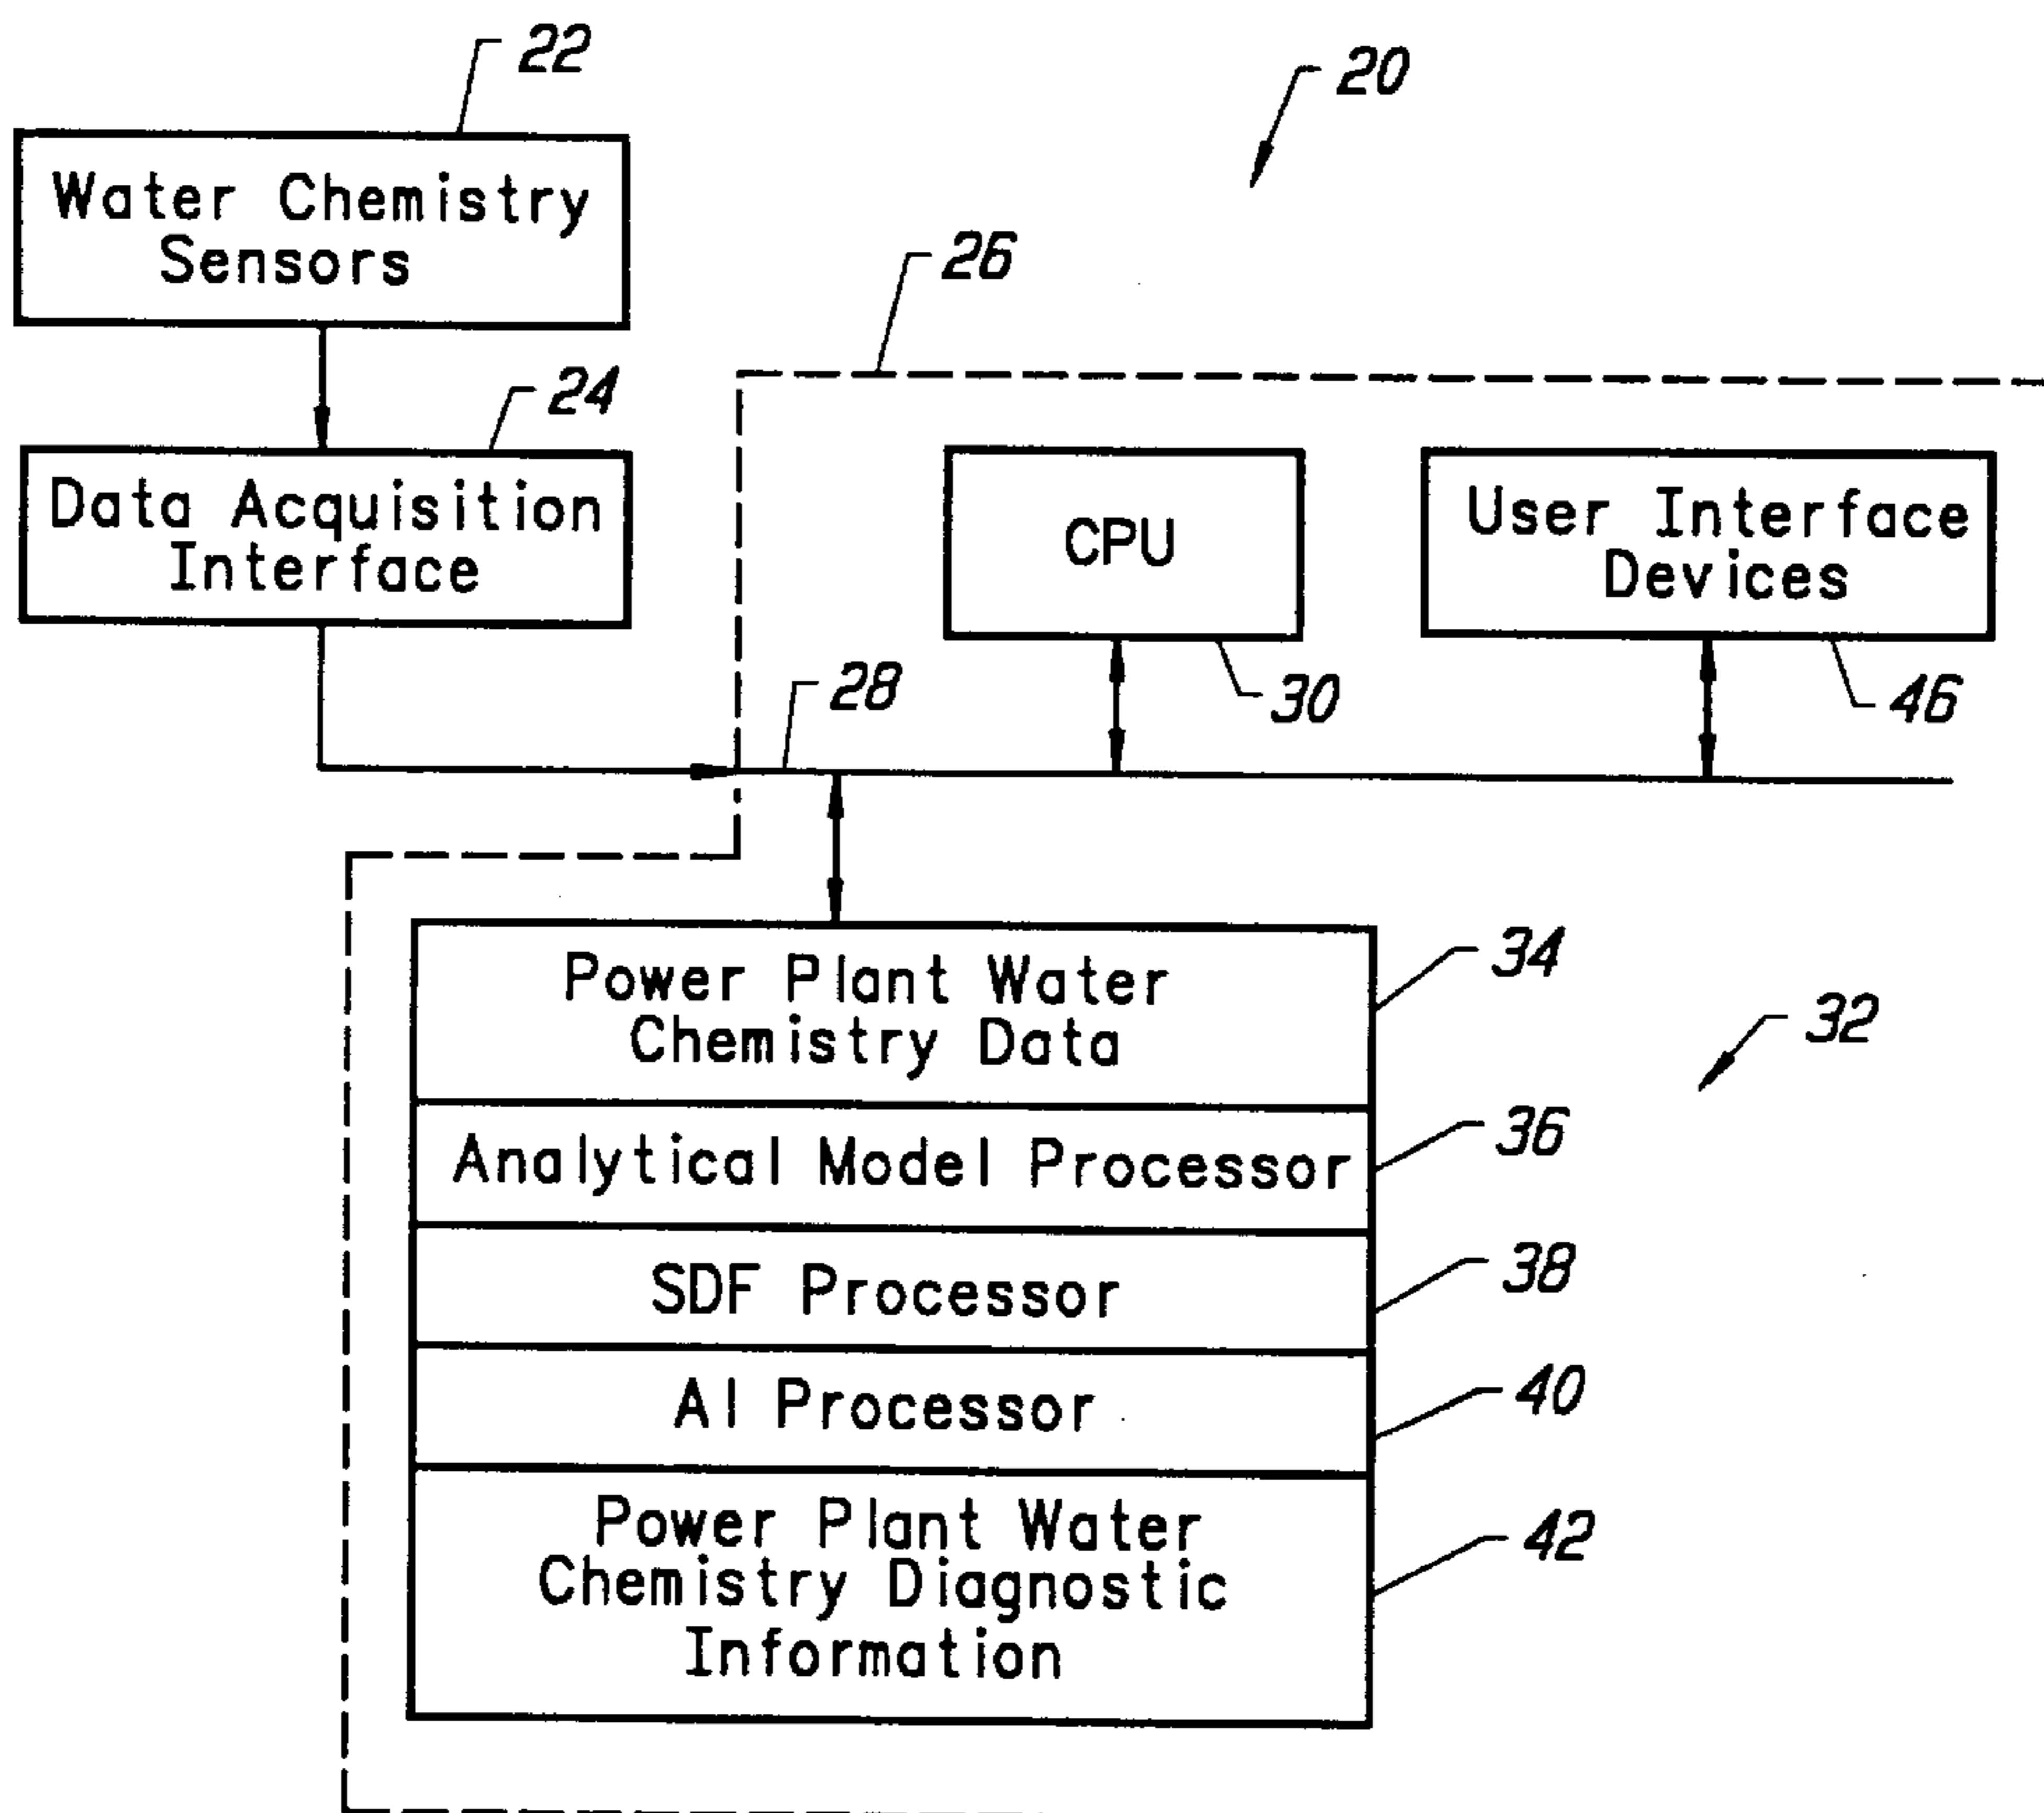 22
20
Water Chemistry
Sensors
26
24
Data Acquisition
Interface
CPU
User Interface
Devices
28
30
46
Power Plant Water
Chemistry Data
34
32
Analytical Model Processor
36
SDF Processor
38
AI Processor
40
Power Plant Water
Chemistry Diagnostic
Information
42